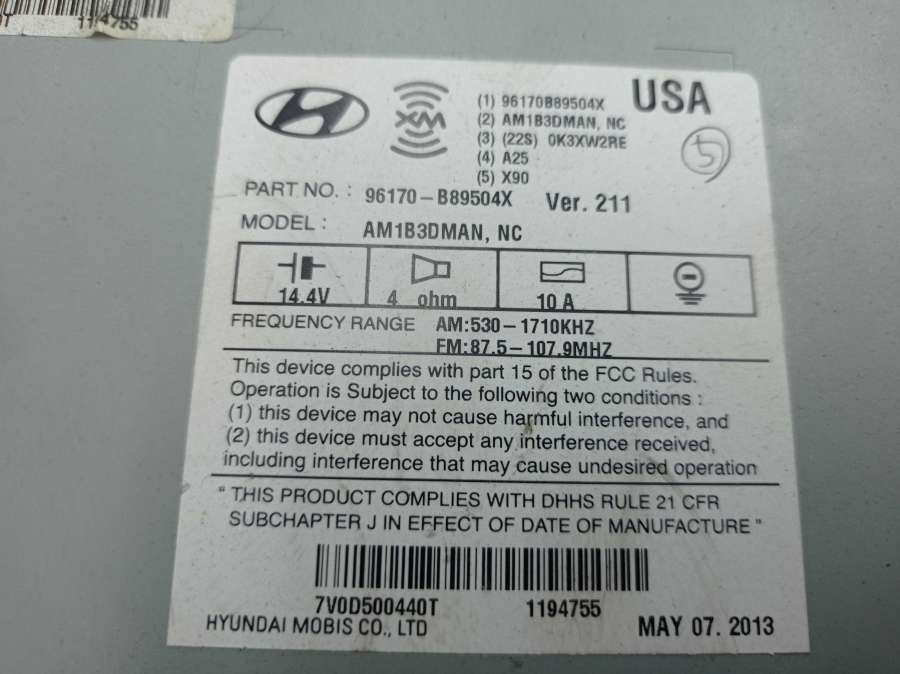 1194755
XM
(1) 96170B89504X
(2) AM1B3DMAN, NC
(3) (22S) 0K3XW2RE
(4) A25
(5) X90
USA
5
PART NO. : 96170-B89504X Ver. 211
MODEL : AM1B3DMAN, NC
14.4V 4 ohm 10 A
FREQUENCY RANGE AM:530-1710KHZ
FM:87.5-107.9MHZ
This device complies with part 15 of the FCC Rules.
Operation is Subject to the following two conditions :
(1) this device may not cause harmful interference, and
(2) this device must accept any interference received,
including interference that may cause undesired operation
" THIS PRODUCT COMPLIES WITH DHHS RULE 21 CFR
SUBCHAPTER J IN EFFECT OF DATE OF MANUFACTURE "
7V0D500440T 1194755
HYUNDAI MOBIS CO., LTD MAY 07. 2013